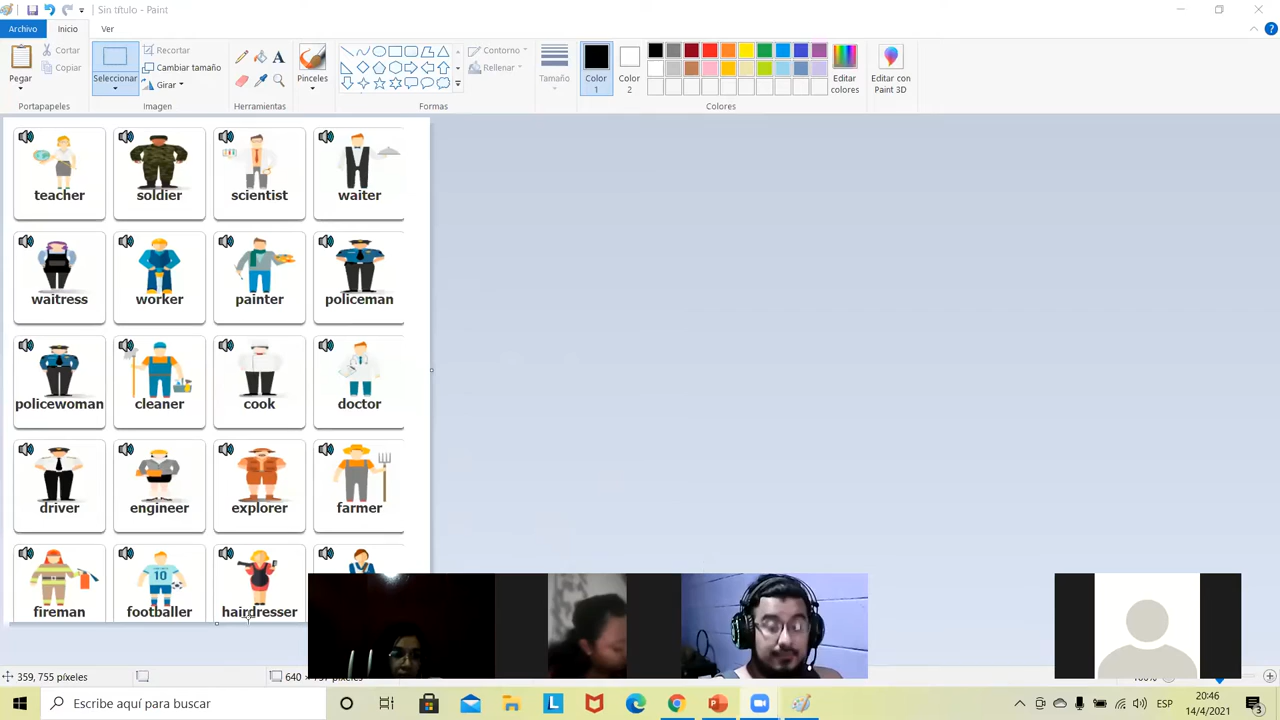 Sin título - Paint
Archivo Inicio Ver
Pegar
Cortar
Copiar
Portapapeles
Seleccionar
Recortar
Cambiar tamaño
Girar
Imagen
A
Herramientas
Pinceles
Contorno
Rellenar
Formas
Tamaño
Color
1
Color
2
Editar
colores
Colores
Editar con
Paint 3D
teacher soldier scientist waiter
waitress worker painter policeman
policewoman cleaner cook doctor
driver engineer explorer farmer
10
fireman footballer hairdresser
359, 755 píxeles
Escribe aquí para buscar
ESP
20:46
14/4/2021
3